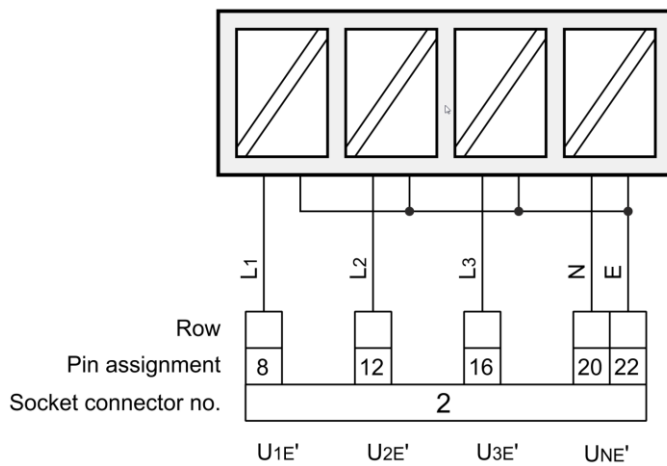 L1 L2 L3 N E
Row
Pin assignment 8 12 16 20 22
Socket connector no. 2
U1E' U2E' U3E' UNE'